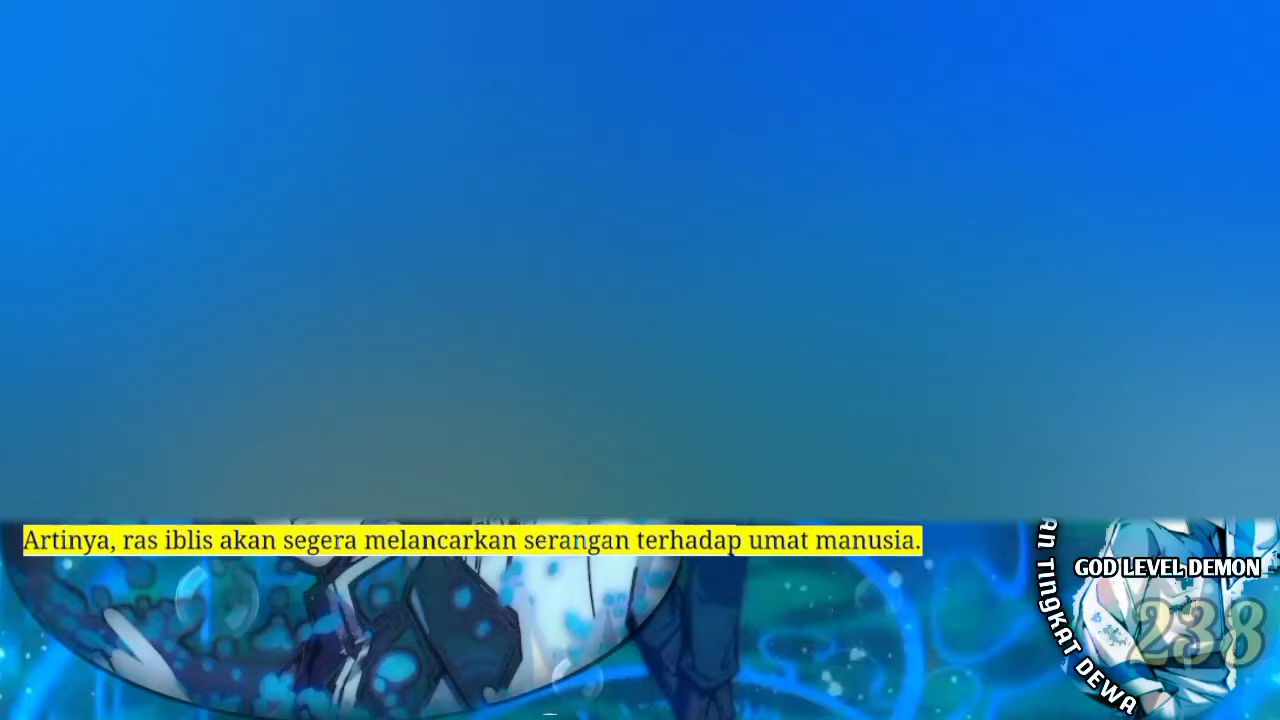 Artinya, ras iblis akan segera melancarkan serangan terhadap umat manusia.
GOD LEVEL DEMON
238
TINGKAT DEWA